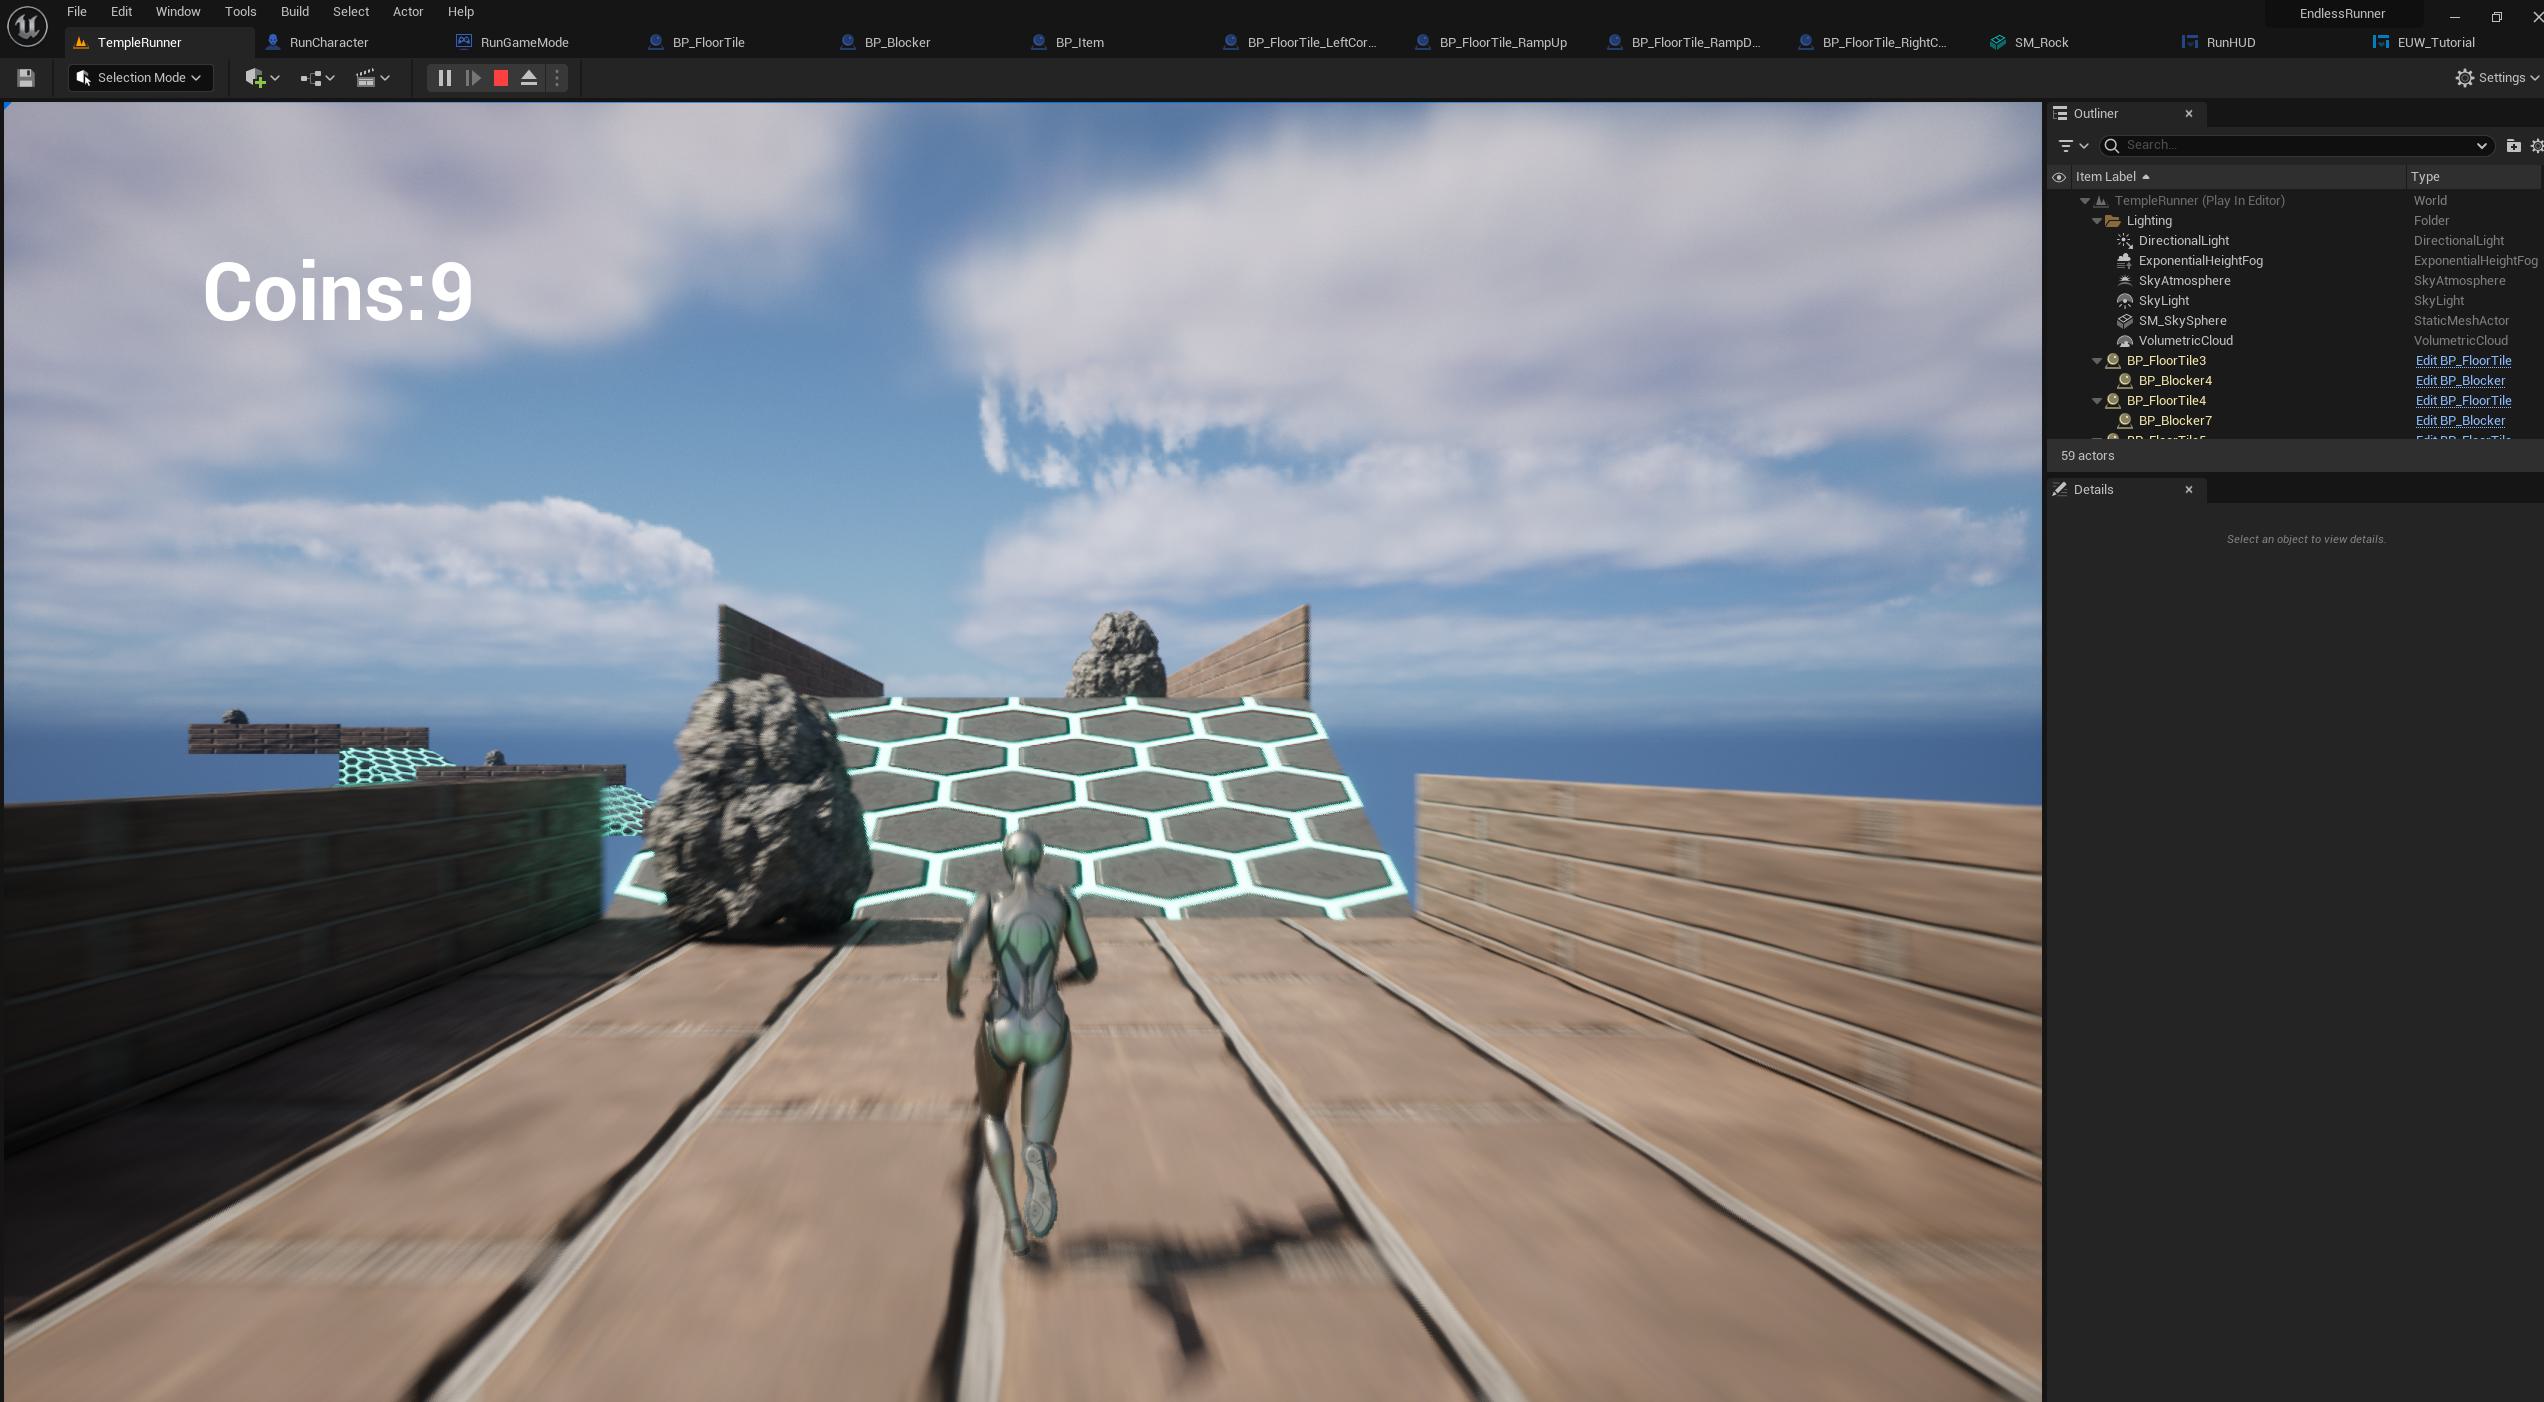 File Edit Window Tools Build Select Actor Help
EndlessRunner
TempleRunner RunCharacter RunGameMode BP_FloorTile BP_Blocker BP_Item BP_FloorTile_LeftCor... BP_FloorTile_RampUp BP_FloorTile_RampD... BP_FloorTile_RightC... SM_Rock RunHUD EUW_Tutorial
Selection Mode
Settings
Coins:9
Outliner
Search...
Item Label Type
TempleRunner (Play In Editor) World
Lighting Folder
DirectionalLight DirectionalLight
ExponentialHeightFog ExponentialHeightFog
SkyAtmosphere SkyAtmosphere
SkyLight SkyLight
SM_SkySphere StaticMeshActor
VolumetricCloud VolumetricCloud
BP_FloorTile3 Edit BP_FloorTile
BP_Blocker4 Edit BP_Blocker
BP_FloorTile4 Edit BP_FloorTile
BP_Blocker7 Edit BP_Blocker
59 actors
Details
Select an object to view details.